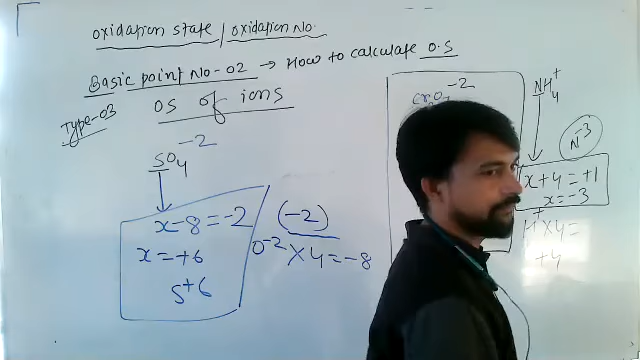 oxidation state / oxidation No.
Basic point No-02 → How to calculate O.S
Type-03
OS of ions
SO4 -2
x-8=-2
x=+6
S+6
(-2)
O-2 X 4=-8
-2
NH4+
N-3
x+4=+1
x=-3
H+ X 4=
+4